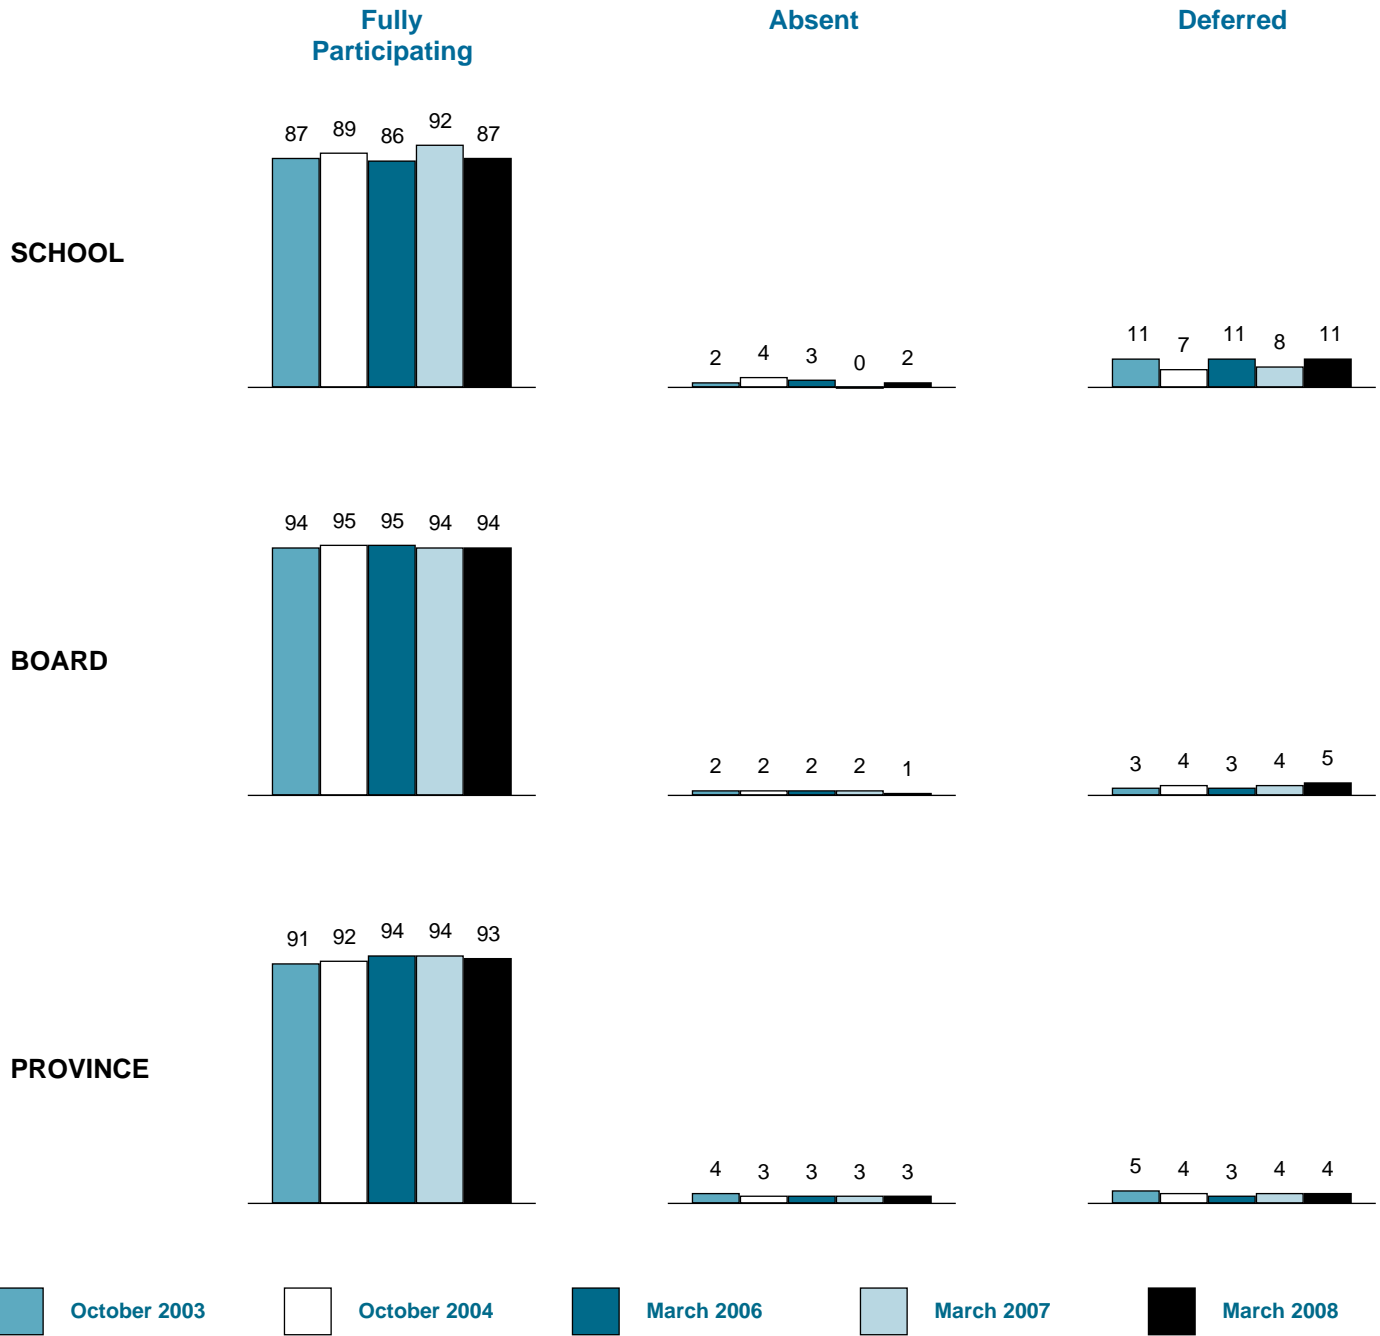 Fully
Participating
Absent
Deferred
SCHOOL
87 89 86 92 87
2 4 3 0 2
11 7 11 8 11
BOARD
94 95 95 94 94
2 2 2 2 1
3 4 3 4 5
PROVINCE
91 92 94 94 93
4 3 3 3 3
5 4 3 4 4
October 2003
October 2004
March 2006
March 2007
March 2008